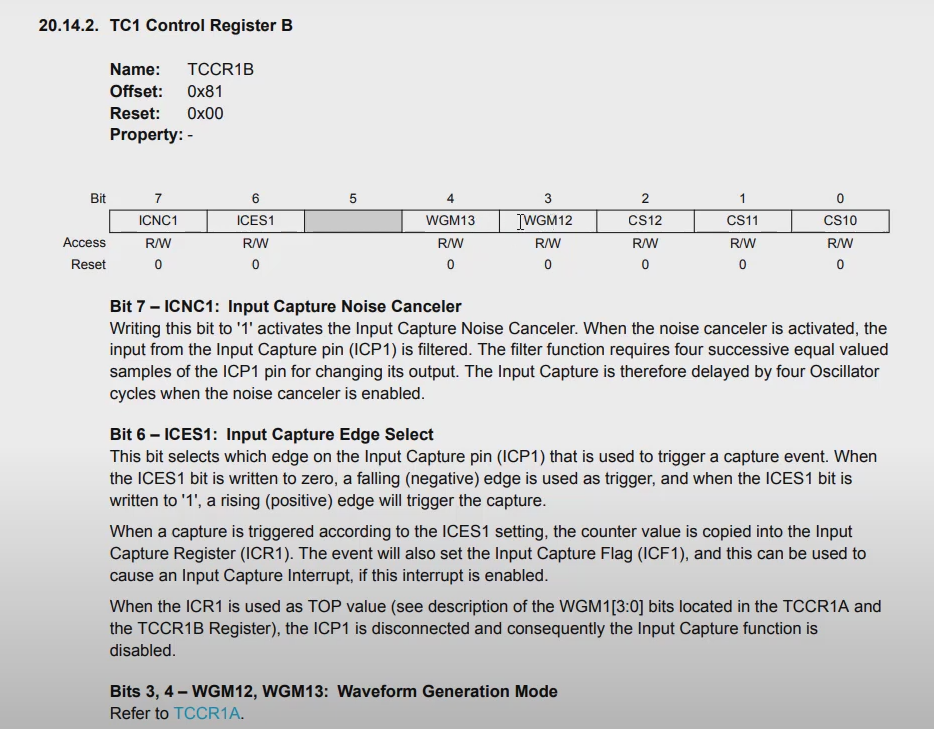 20.14.2. TC1 Control Register B
Name: TCCR1B
Offset: 0x81
Reset: 0x00
Property: -
Bit 7 6 5 4 3 2 1 0
ICNC1 ICES1 WGM13 WGM12 CS12 CS11 CS10
Access R/W R/W R/W R/W R/W R/W R/W
Reset 0 0 0 0 0 0 0
Bit 7 – ICNC1: Input Capture Noise Canceler
Writing this bit to '1' activates the Input Capture Noise Canceler. When the noise canceler is activated, the
input from the Input Capture pin (ICP1) is filtered. The filter function requires four successive equal valued
samples of the ICP1 pin for changing its output. The Input Capture is therefore delayed by four Oscillator
cycles when the noise canceler is enabled.
Bit 6 – ICES1: Input Capture Edge Select
This bit selects which edge on the Input Capture pin (ICP1) that is used to trigger a capture event. When
the ICES1 bit is written to zero, a falling (negative) edge is used as trigger, and when the ICES1 bit is
written to '1', a rising (positive) edge will trigger the capture.
When a capture is triggered according to the ICES1 setting, the counter value is copied into the Input
Capture Register (ICR1). The event will also set the Input Capture Flag (ICF1), and this can be used to
cause an Input Capture Interrupt, if this interrupt is enabled.
When the ICR1 is used as TOP value (see description of the WGM1[3:0] bits located in the TCCR1A and
the TCCR1B Register), the ICP1 is disconnected and consequently the Input Capture function is
disabled.
Bits 3, 4 – WGM12, WGM13: Waveform Generation Mode
Refer to TCCR1A.